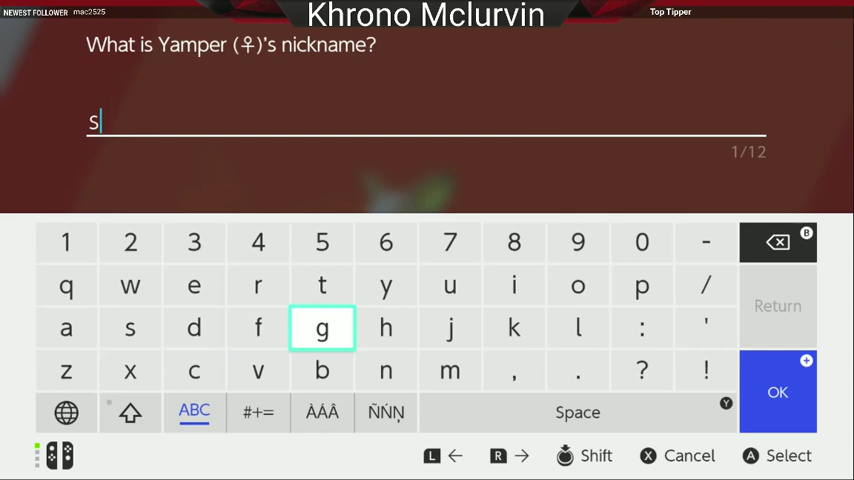 Khrono Mclurvin
NEWEST FOLLOWER mac2525
Top Tipper
What is Yamper (♀)'s nickname?
S
1/12
1 2 3 4 5 6 7 8 9 0 - B
q w e r t y u i o p /
Return
a s d f g h j k l : '
z x c v b n m , . ? ! +
OK
ABC #+= ÀÁÂ ÑŃŅ Space Y
L ← R → Shift X Cancel A Select